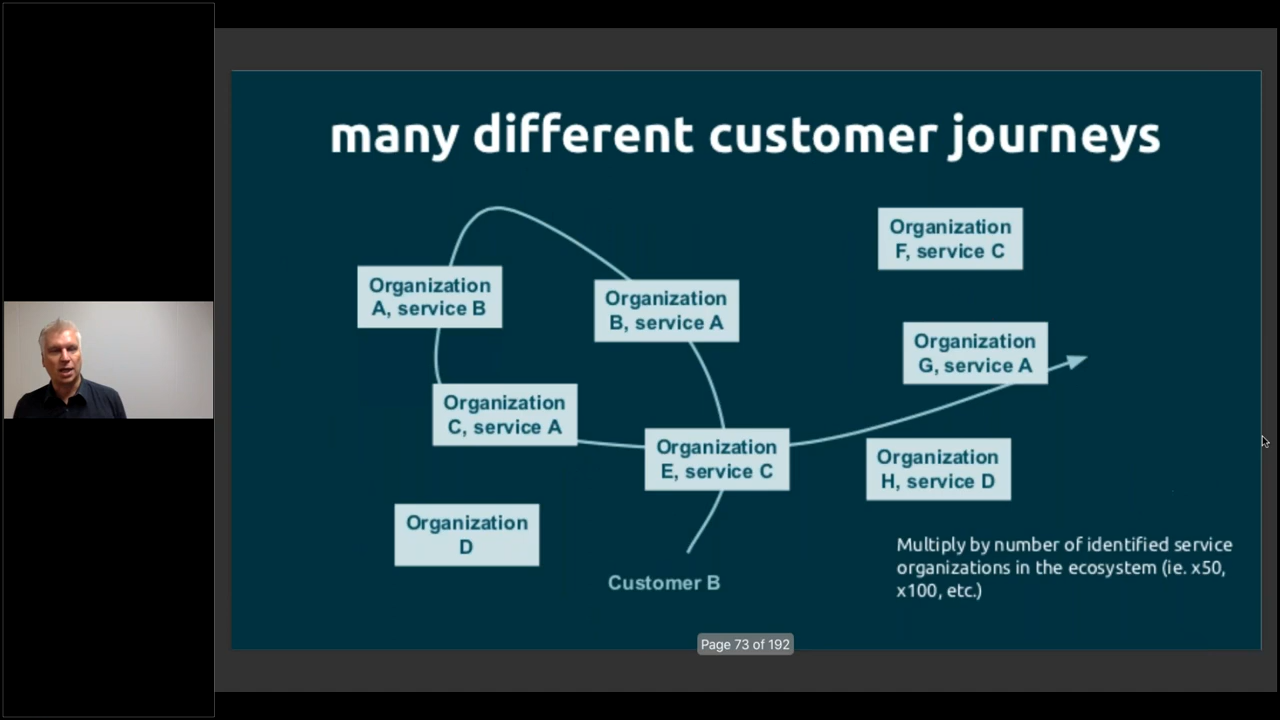 many different customer journeys
Organization
F, service C
Organization
A, service B
Organization
B, service A
Organization
G, service A
Organization
C, service A
Organization
E, service C
Organization
H, service D
Organization
D
Customer B
Multiply by number of identified service
organizations in the ecosystem (ie. x50,
x100, etc.)
Page 73 of 192